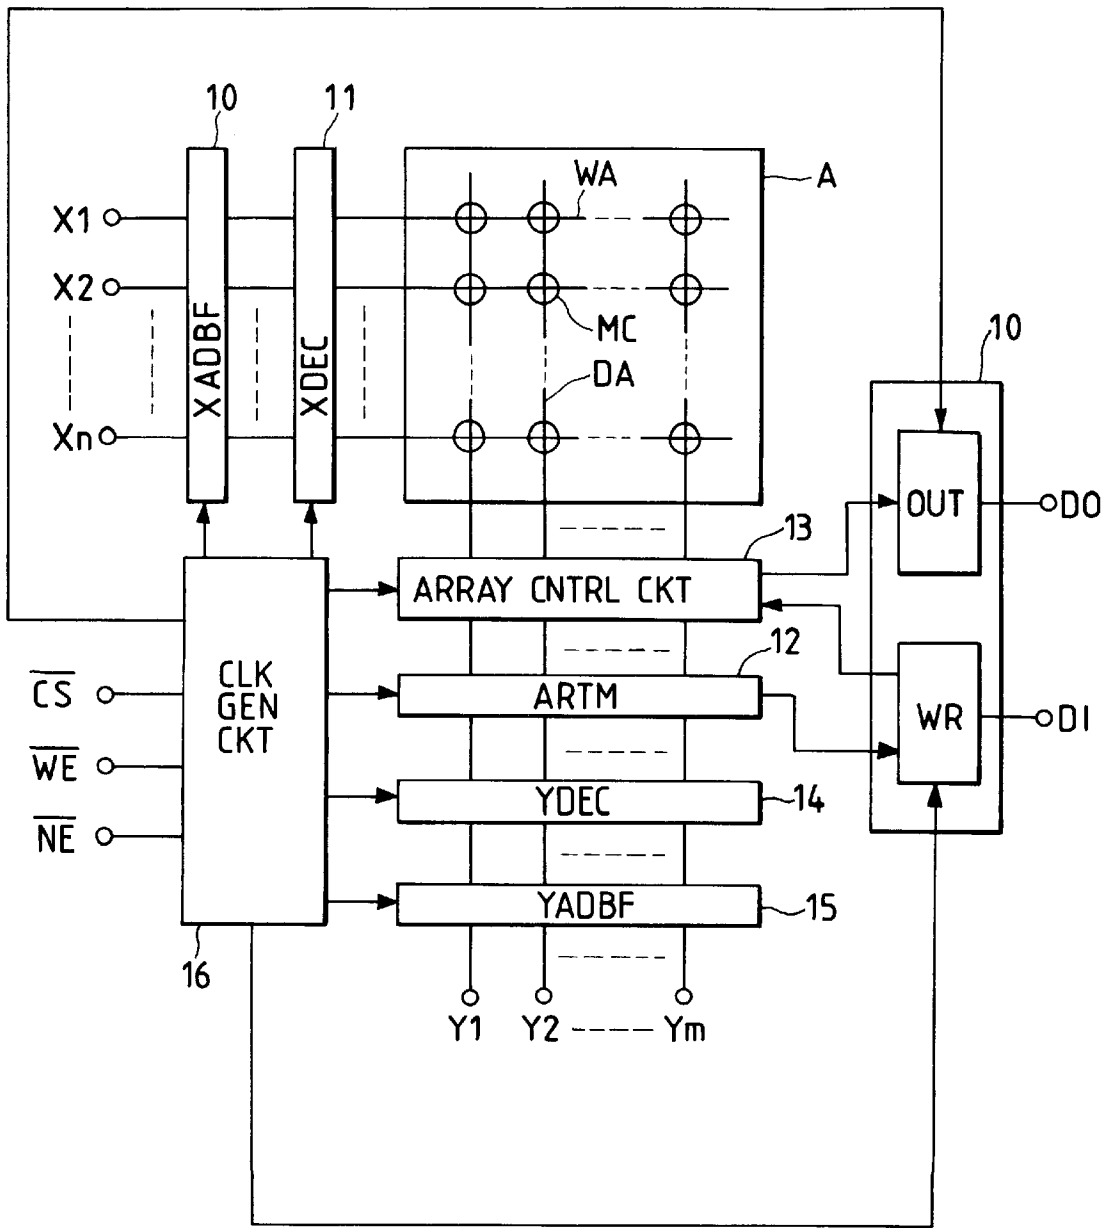 10
11
WA
A
X1
X2
MC
DA
Xn
XADBF
XDEC
10
OUT
DO
13
ARRAY CNTRL CKT
12
CS
WE
NE
CLK
GEN
CKT
ARTM
WR
DI
YDEC
14
YADBF
15
16
Y1
Y2
Ym